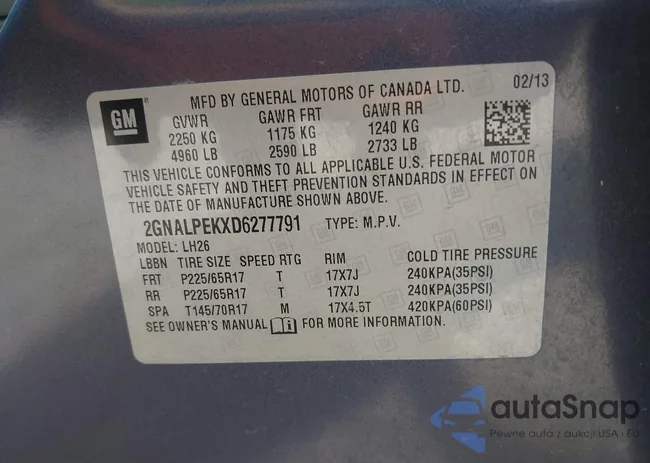 MFD BY GENERAL MOTORS OF CANADA LTD. 02/13
GM
GVWR GAWR FRT GAWR RR
2250 KG 1175 KG 1240 KG
4960 LB 2590 LB 2733 LB
THIS VEHICLE CONFORMS TO ALL APPLICABLE U.S. FEDERAL MOTOR
VEHICLE SAFETY AND THEFT PREVENTION STANDARDS IN EFFECT ON
THE DATE OF MANUFACTURE SHOWN ABOVE.
2GNALPEKXD6277791 TYPE: M.P.V.
MODEL: LH26
LBBN TIRE SIZE SPEED RTG RIM COLD TIRE PRESSURE
FRT P225/65R17 T 17X7J 240KPA(35PSI)
RR P225/65R17 T 17X7J 240KPA(35PSI)
SPA T145/70R17 M 17X4.5T 420KPA(60PSI)
SEE OWNER'S MANUAL i FOR MORE INFORMATION.
autoSnap
Pewne auta z aukcji USA i EU